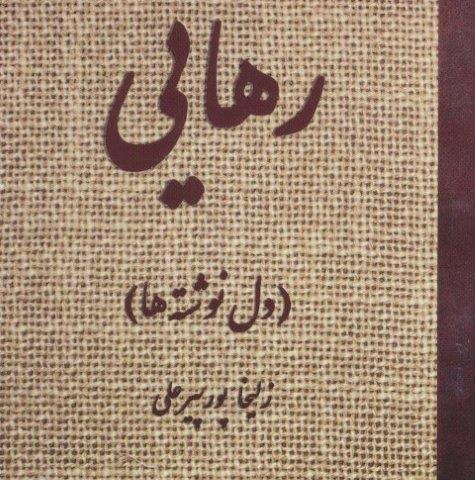 رهایی
(دل نوشته ها)
زلیخا پورپیرعلی